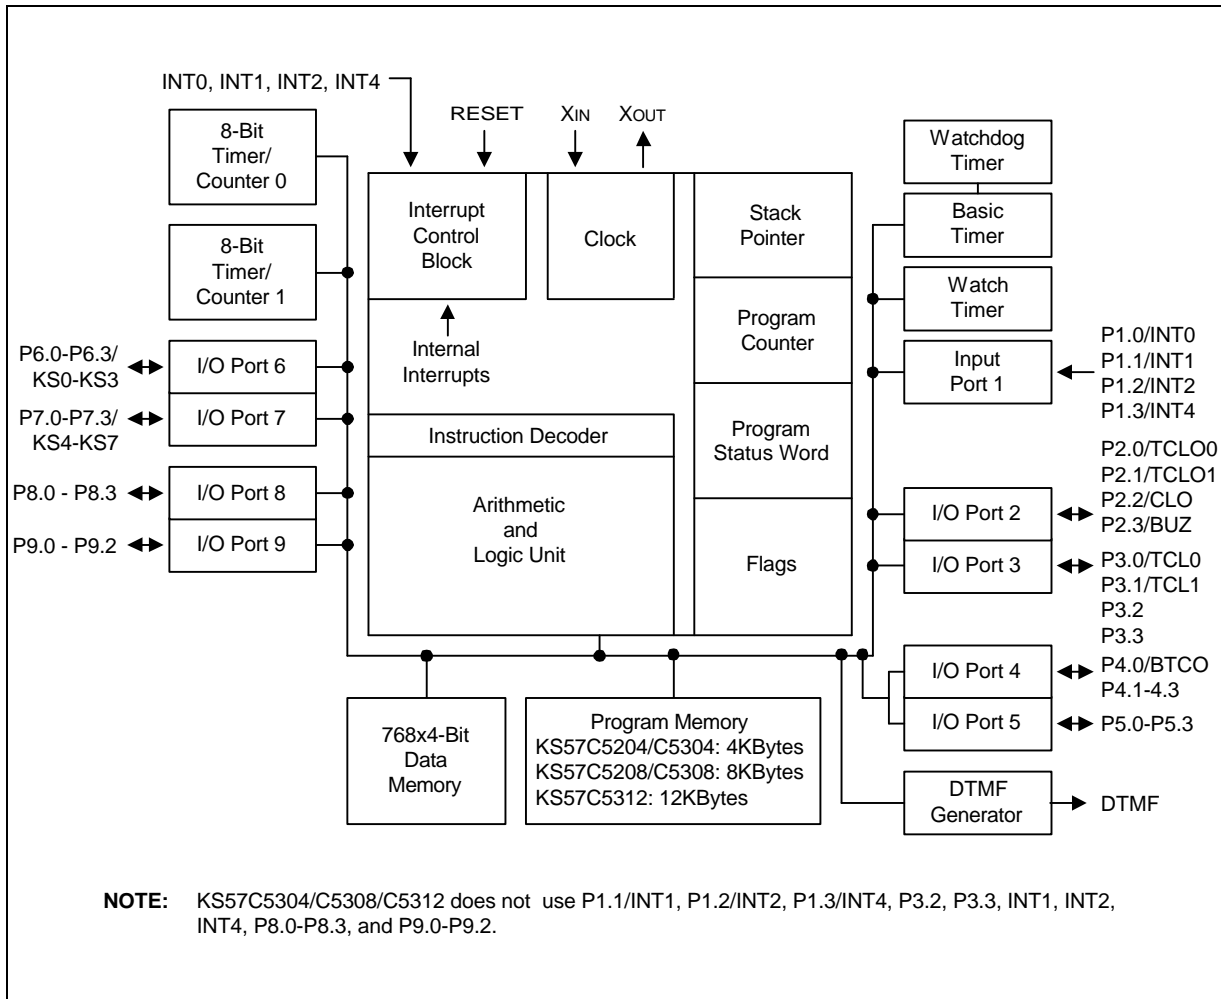 INT0, INT1, INT2, INT4
RESET
XIN
XOUT
8-Bit
Timer/
Counter 0
8-Bit
Timer/
Counter 1
P6.0-P6.3/
KS0-KS3
I/O Port 6
P7.0-P7.3/
KS4-KS7
I/O Port 7
P8.0 - P8.3
I/O Port 8
P9.0 - P9.2
I/O Port 9
Interrupt
Control
Block
Clock
Internal
Interrupts
Instruction Decoder
Arithmetic
and
Logic Unit
Stack
Pointer
Program
Counter
Program
Status Word
Flags
Watchdog
Timer
Basic
Timer
Watch
Timer
Input
Port 1
P1.0/INT0
P1.1/INT1
P1.2/INT2
P1.3/INT4
I/O Port 2
P2.0/TCLO0
P2.1/TCLO1
P2.2/CLO
P2.3/BUZ
I/O Port 3
P3.0/TCL0
P3.1/TCL1
P3.2
P3.3
I/O Port 4
P4.0/BTCO
P4.1-4.3
I/O Port 5
P5.0-P5.3
DTMF
Generator
DTMF
768x4-Bit
Data
Memory
Program Memory
KS57C5204/C5304: 4KBytes
KS57C5208/C5308: 8KBytes
KS57C5312: 12KBytes
NOTE: KS57C5304/C5308/C5312 does not use P1.1/INT1, P1.2/INT2, P1.3/INT4, P3.2, P3.3, INT1, INT2,
INT4, P8.0-P8.3, and P9.0-P9.2.